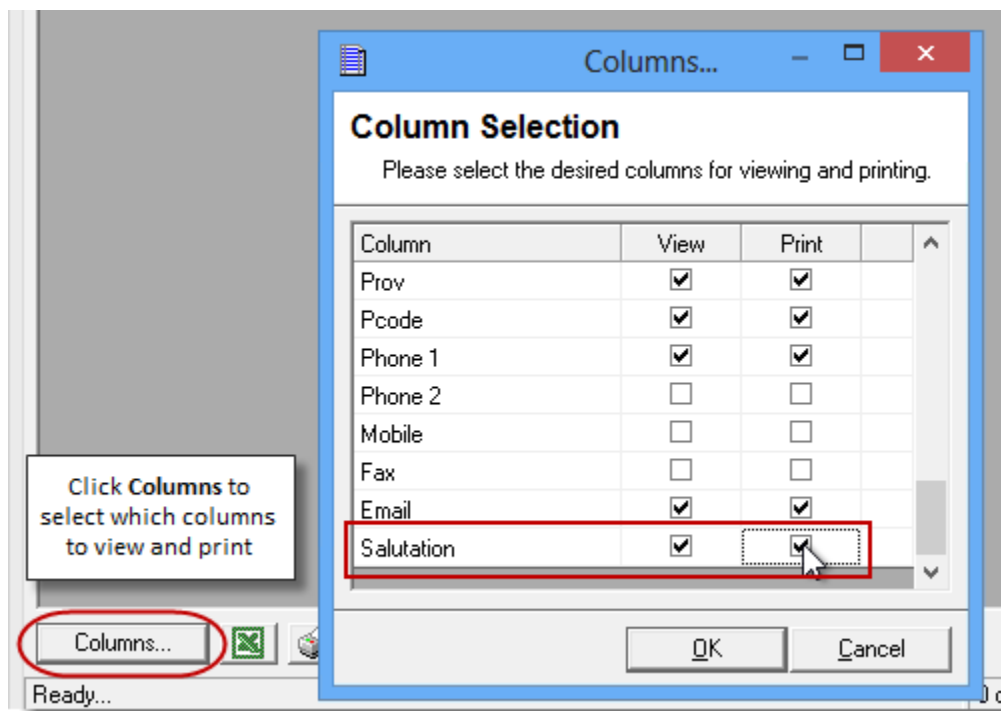 Columns...
Column Selection
Please select the desired columns for viewing and printing.
Column View Print
Prov
Pcode
Phone 1
Phone 2
Mobile
Fax
Email
Salutation
Click Columns to
select which columns
to view and print
Columns...
OK Cancel
Ready...